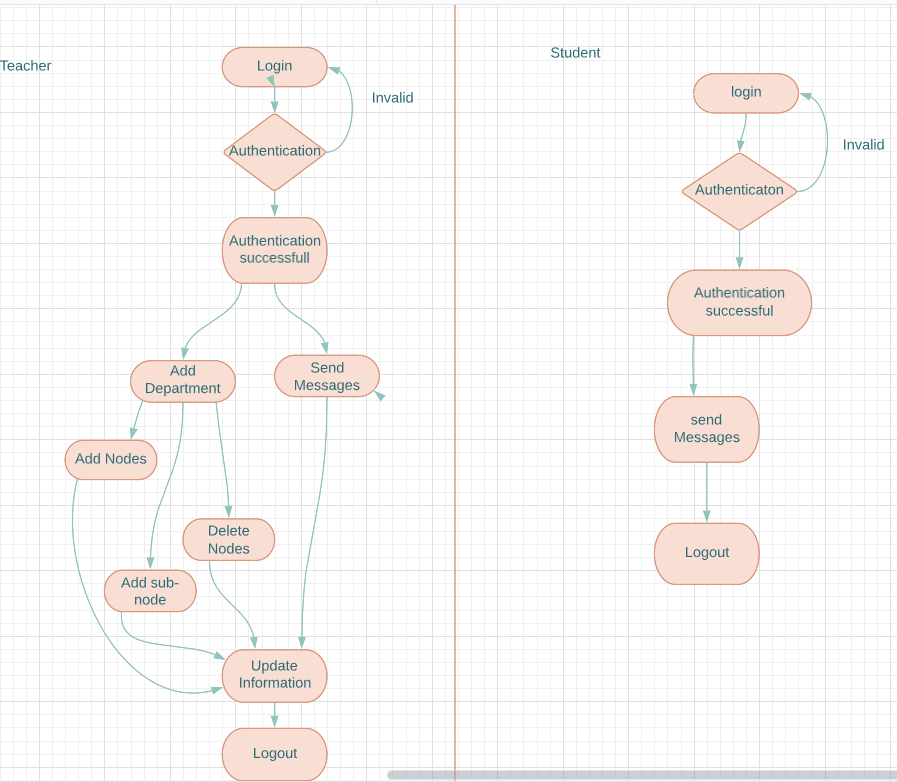 Teacher
Login
Invalid
Authentication
Authentication
successfull
Add
Department
Send
Messages
Add Nodes
Delete
Nodes
Add sub-
node
Update
Information
Logout
Student
login
Invalid
Authenticaton
Authentication
successful
send
Messages
Logout